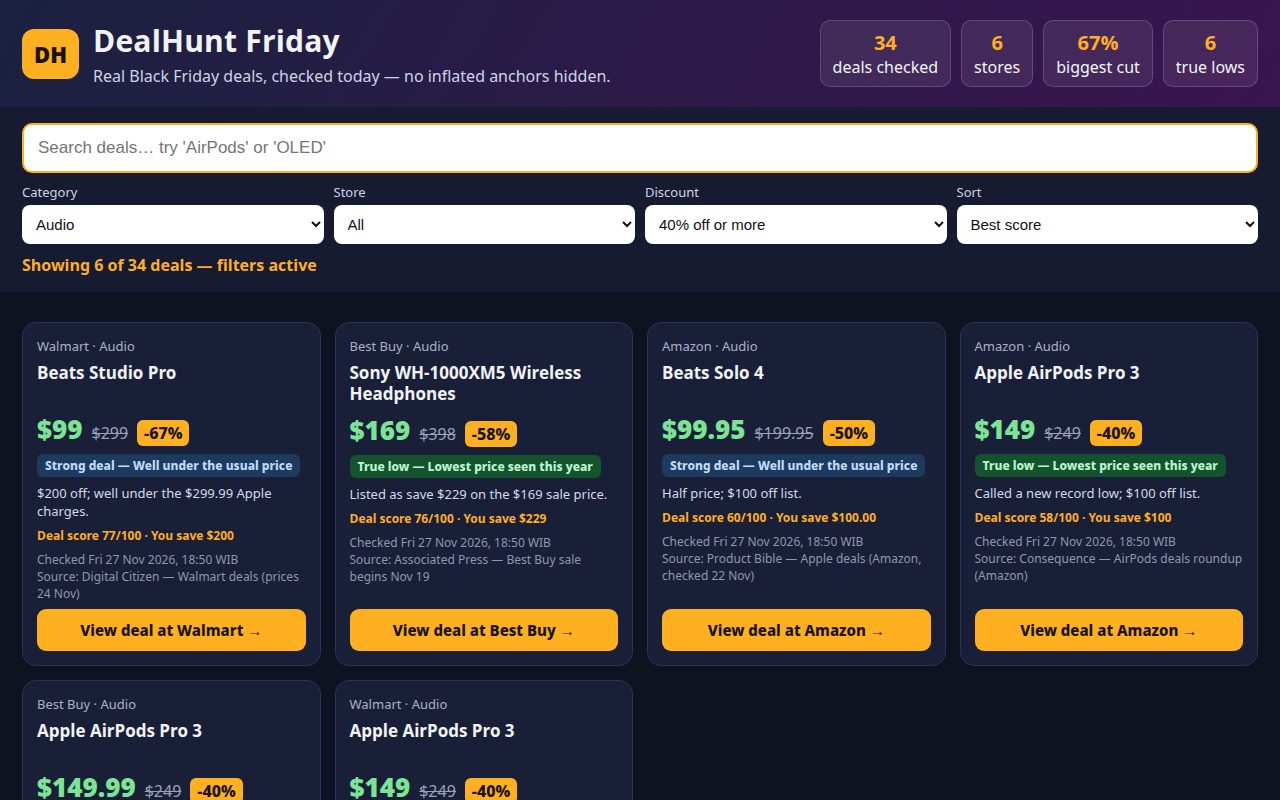 DH
DealHunt Friday
Real Black Friday deals, checked today — no inflated anchors hidden.
34
deals checked
6
stores
67%
biggest cut
6
true lows
Search deals… try 'AirPods' or 'OLED'
Category
Store
Discount
Sort
Audio
All
40% off or more
Best score
Showing 6 of 34 deals — filters active
Walmart · Audio
Beats Studio Pro
$99 $299 -67%
Strong deal — Well under the usual price
$200 off; well under the $299.99 Apple
charges.
Deal score 77/100 · You save $200
Checked Fri 27 Nov 2026, 18:50 WIB
Source: Digital Citizen — Walmart deals (prices
24 Nov)
View deal at Walmart →
Best Buy · Audio
Sony WH-1000XM5 Wireless
Headphones
$169 $398 -58%
True low — Lowest price seen this year
Listed as save $229 on the $169 sale price.
Deal score 76/100 · You save $229
Checked Fri 27 Nov 2026, 18:50 WIB
Source: Associated Press — Best Buy sale
begins Nov 19
View deal at Best Buy →
Amazon · Audio
Beats Solo 4
$99.95 $199.95 -50%
Strong deal — Well under the usual price
Half price; $100 off list.
Deal score 60/100 · You save $100.00
Checked Fri 27 Nov 2026, 18:50 WIB
Source: Product Bible — Apple deals (Amazon,
checked 22 Nov)
View deal at Amazon →
Amazon · Audio
Apple AirPods Pro 3
$149 $249 -40%
True low — Lowest price seen this year
Called a new record low; $100 off list.
Deal score 58/100 · You save $100
Checked Fri 27 Nov 2026, 18:50 WIB
Source: Consequence — AirPods deals roundup
(Amazon)
View deal at Amazon →
Best Buy · Audio
Apple AirPods Pro 3
$149.99 $249 -40%
Walmart · Audio
Apple AirPods Pro 3
$149 $249 -40%